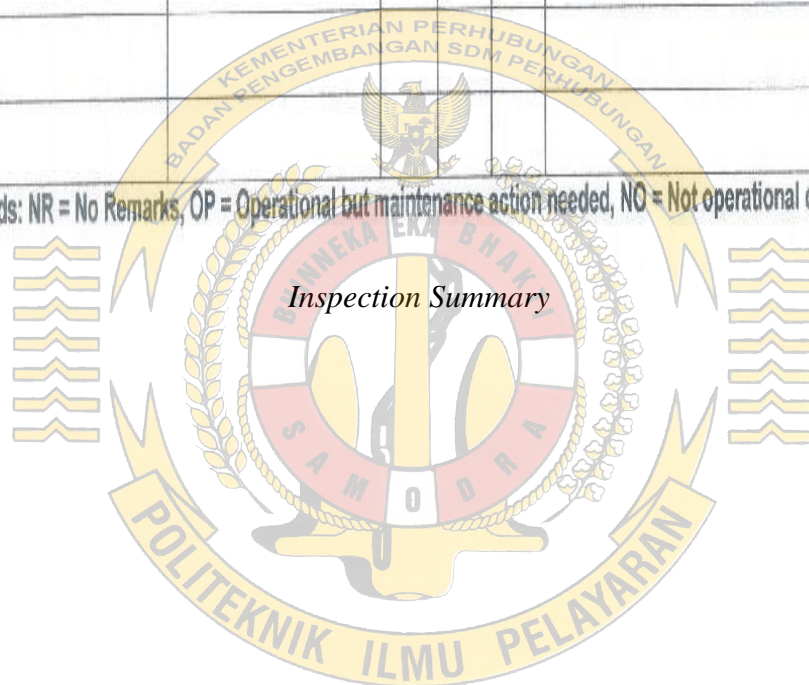 KEMENTERIAN PERHUBUNGAN
BADAN PENGEMBANGAN SDM PERHUBUNGAN
ds: NR = No Remarks, OP = Operational but maintenance action needed, NO = Not operational
BHINNEKA EKA BHAKTI
Inspection Summary
SAMODRA
POLITEKNIK ILMU PELAYARAN